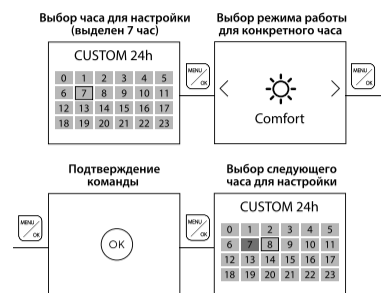 Выбор часа для настройки
(выделен 7 час)
CUSTOM 24h
0 1 2 3 4 5
6 7 8 9 10 11
12 13 14 15 16 17
18 19 20 21 22 23
MENU/OK
Выбор режима работы
для конкретного часа
Comfort
MENU/OK
MENU/OK
Подтверждение
команды
OK
MENU/OK
Выбор следующего
часа для настройки
CUSTOM 24h
0 1 2 3 4 5
6 7 8 9 10 11
12 13 14 15 16 17
18 19 20 21 22 23